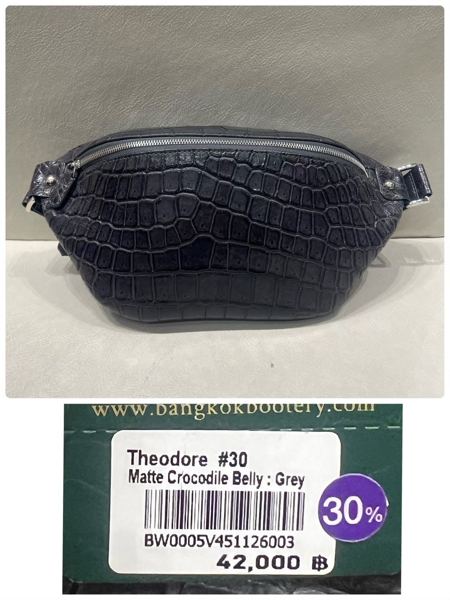 www.bangkokbootery.com
Theodore #30
Matte Crocodile Belly : Grey
30%
BW0005V451126003
42,000 ฿